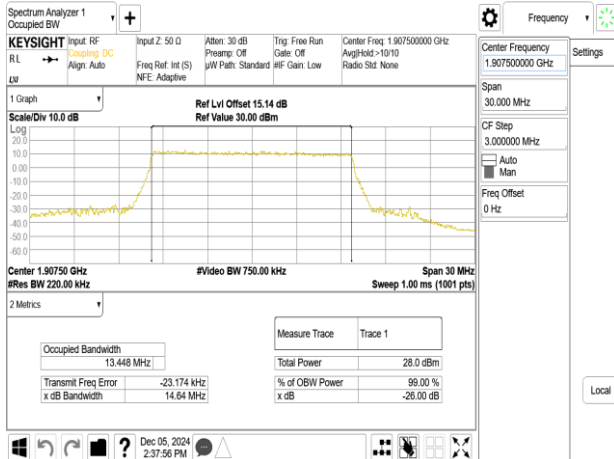 Spectrum Analyzer 1
Occupied BW
KEYSIGHT
RL
Input: RF
Coupling: DC
Align: Auto
Input Z: 50 Ω
Freq Ref: Int (S)
NFE: Adaptive
Atten: 30 dB
Preamp: Off
µW Path: Standard
Trig: Free Run
Gate: Off
#IF Gain: Low
Center Freq: 1.907500000 GHz
Avg|Hold:>10/10
Radio Std: None
Frequency
Center Frequency
1.907500000 GHz
Settings
Span
30.000 MHz
CF Step
3.000000 MHz
Auto
Man
Freq Offset
0 Hz
Local
1 Graph
Scale/Div 10.0 dB
Ref Lvl Offset 15.14 dB
Ref Value 30.00 dBm
Log
20.0
10.0
0.00
-10.0
-20.0
-30.0
-40.0
-50.0
-60.0
Center 1.90750 GHz
#Video BW 750.00 kHz
Span 30 MHz
#Res BW 220.00 kHz
Sweep 1.00 ms (1001 pts)
2 Metrics
Measure Trace Trace 1
Occupied Bandwidth
13.448 MHz
Total Power 28.0 dBm
Transmit Freq Error -23.174 kHz
% of OBW Power 99.00 %
x dB Bandwidth 14.64 MHz
x dB -26.00 dB
?
Dec 05, 2024
2:37:56 PM